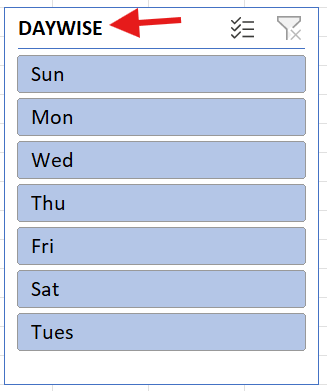 DAYWISE
Sun
Mon
Wed
Thu
Fri
Sat
Tues